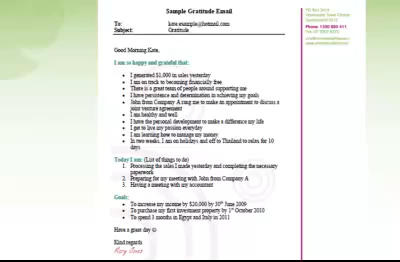 Sample Gratitude Email
To: kate.example@hotmail.com
Subject: Gratitude
Good Morning Kate,
I am so happy and grateful that:
• I generated $1,000 in sales yesterday
• I am on track to becoming financially free
• There is a great team of people around supporting me
• I have persistence and determination in achieving my goals
• John from Company A rang me to make an appointment to discuss a
joint venture agreement
• I am healthy and well
• I have the personal development to make a difference my life
• I get to live my passion everyday
• I am learning how to manage my money
• In two weeks, I am on holidays and off to Thailand to relax for 10
days
Today I am: (List of things to do)
1. Processing the sales I made yesterday and completing the necessary
paperwork
2. Preparing for my meeting with John from Company A
3. Having a meeting with my accountant
Goals:
• To increase my income by $20,000 by 30th June 2009
• To purchase my first investment property by 1st October 2010
• To spend 3 months in Egypt and Italy in 2011
Have a great day ☺
Kind regards
Mary Jones
PO Box
Phone: 1300